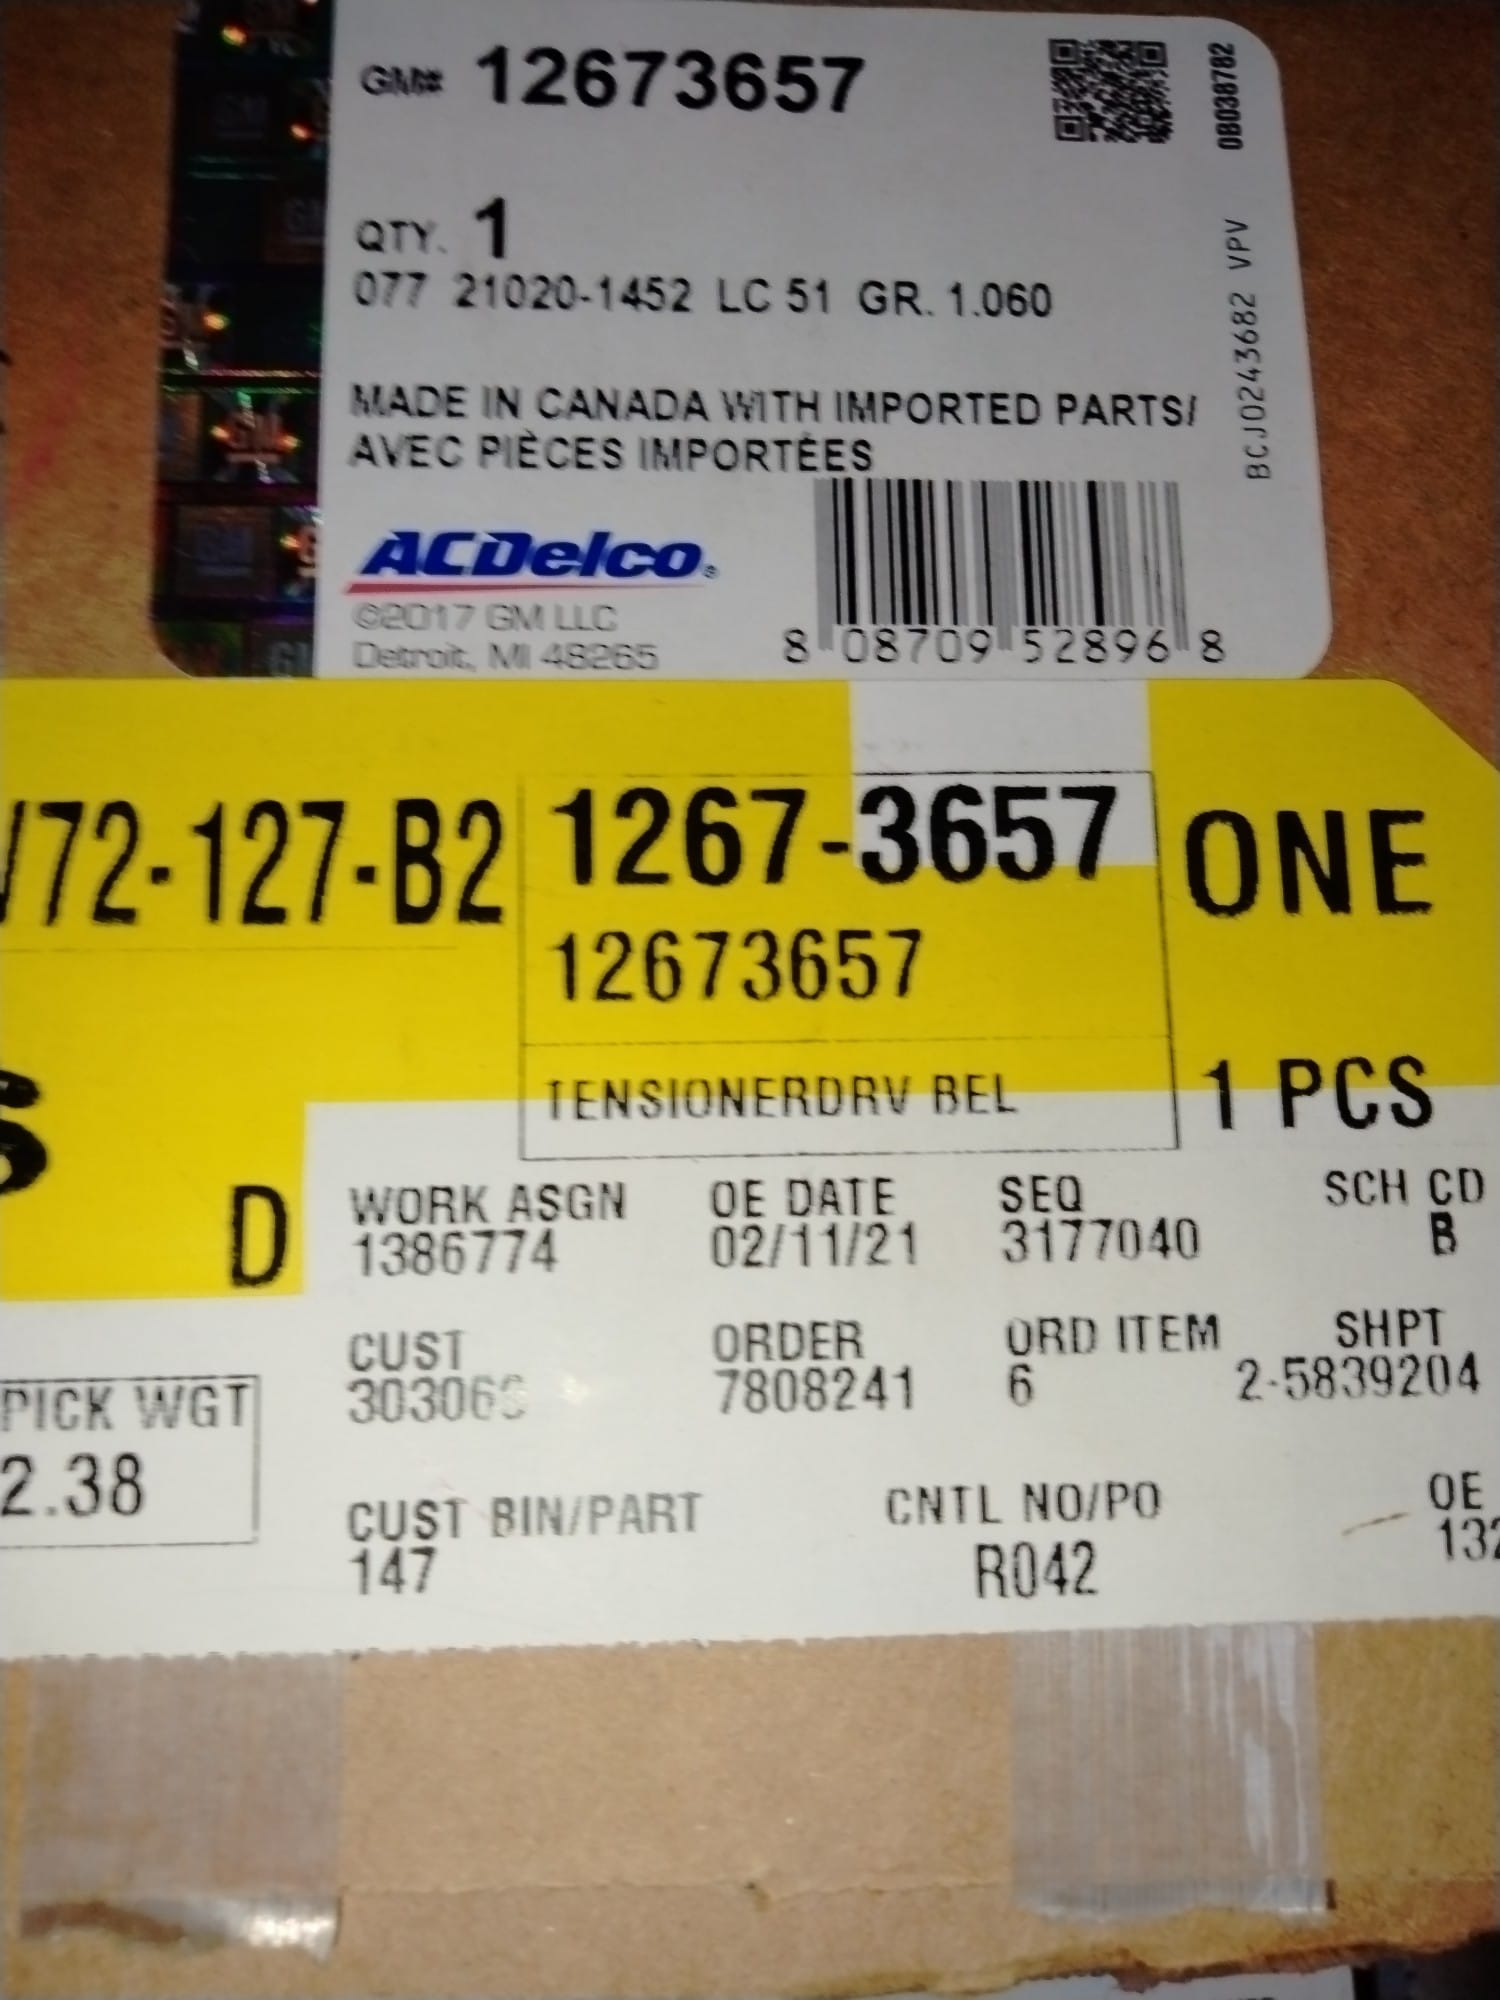 GM# 12673657
0B038782
QTY. 1
077 21020-1452 LC 51 GR. 1.060
BCJ0243682 VPV
MADE IN CANADA WITH IMPORTED PARTS/
AVEC PIÈCES IMPORTÉES
ACDelco®
©2017 GM LLC
Detroit, MI 48265
8 08709 52896 8
V72-127-B2
1267-3657
ONE
12673657
TENSIONERDRV BEL
1 PCS
S
D
WORK ASGN OE DATE SEQ SCH CD
1386774 02/11/21 3177040 B
CUST ORDER ORD ITEM SHPT
7808241 6 2-5839204
PICK WGT
2.38
CUST BIN/PART CNTL NO/PO OE
147 R042 132
GM